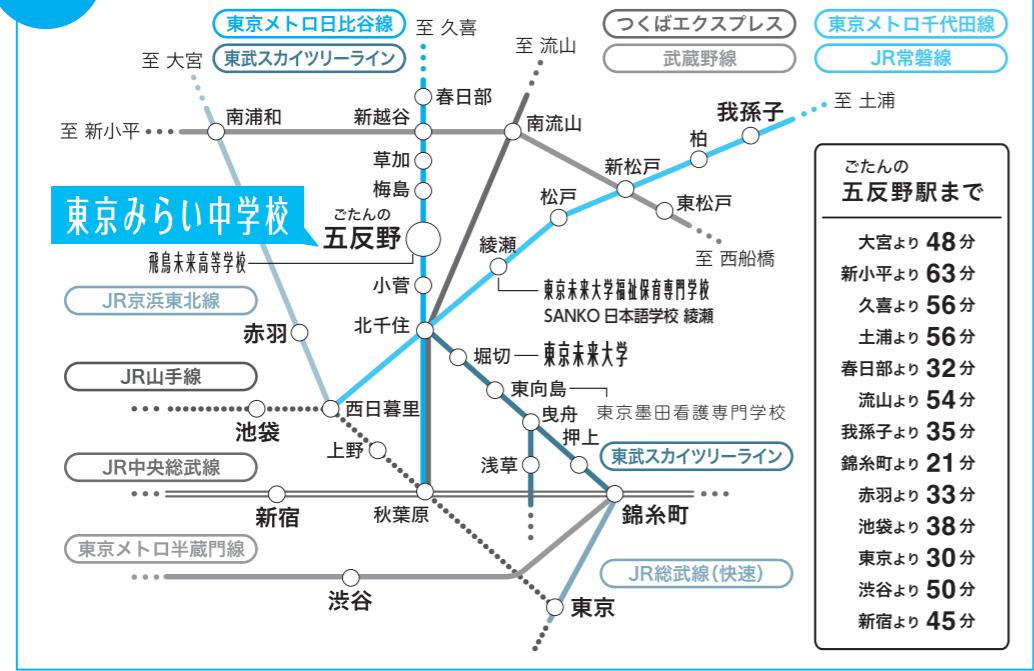 東京メトロ日比谷線
至 久喜
つくばエクスプレス
東京メトロ千代田線
至 大宮
東武スカイツリーライン
至 流山
武蔵野線
JR常磐線
春日部
我孫子
至 土浦
至 新小平
南浦和
新越谷
南流山
柏
草加
新松戸
梅島
松戸
東松戸
東京みらい中学校
ごたんの
五反野
飛鳥未来高等学校
綾瀬
至 西船橋
小菅
東京未来大学福祉保育専門学校
SANKO 日本語学校 綾瀬
JR京浜東北線
赤羽
北千住
堀切
東京未来大学
JR山手線
東向島
東京墨田看護専門学校
池袋
西日暮里
曳舟
上野
押上
浅草
東武スカイツリーライン
JR中央総武線
新宿
秋葉原
錦糸町
東京メトロ半蔵門線
JR総武線(快速)
渋谷
東京
ごたんの
五反野駅まで
大宮より 48分
新小平より 63分
久喜より 56分
土浦より 56分
春日部より 32分
流山より 54分
我孫子より 35分
錦糸町より 21分
赤羽より 33分
池袋より 38分
東京より 30分
渋谷より 50分
新宿より 45分